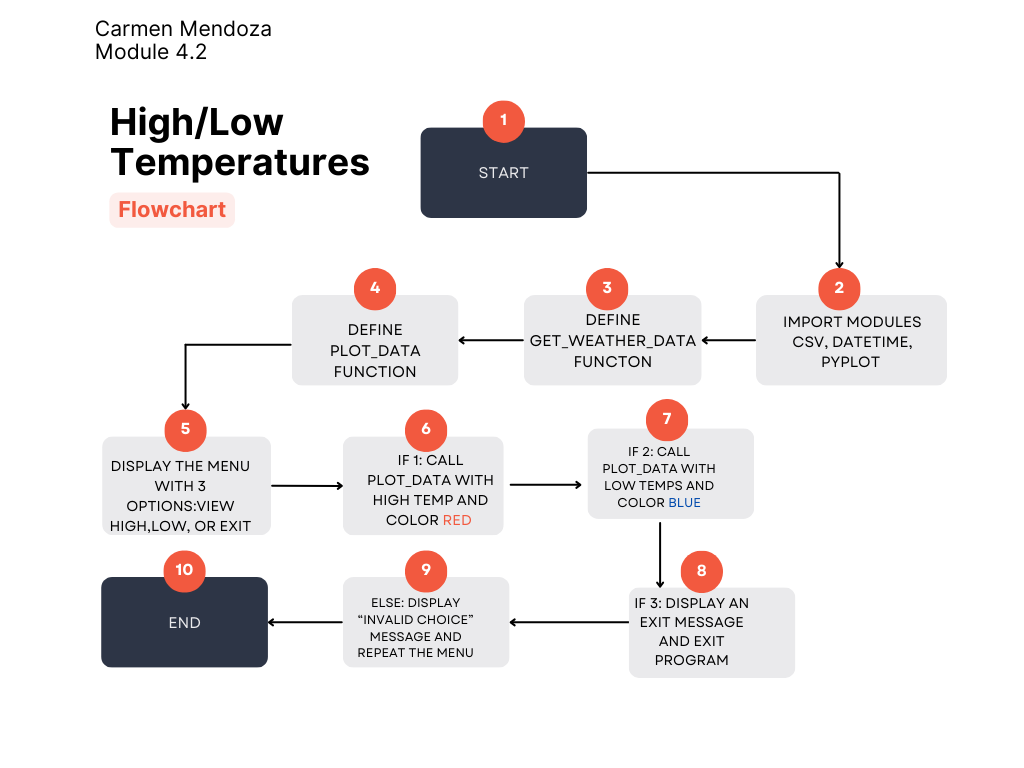 Carmen Mendoza
Module 4.2
High/Low
Temperatures
Flowchart
1
START
2
IMPORT MODULES
CSV, DATETIME,
PYPLOT
3
DEFINE
GET_WEATHER_DATA
FUNCTON
4
DEFINE
PLOT_DATA
FUNCTION
5
DISPLAY THE MENU
WITH 3
OPTIONS:VIEW
HIGH,LOW, OR EXIT
6
IF 1: CALL
PLOT_DATA WITH
HIGH TEMP AND
COLOR RED
7
IF 2: CALL
PLOT_DATA WITH
LOW TEMPS AND
COLOR BLUE
8
IF 3: DISPLAY AN
EXIT MESSAGE
AND EXIT
PROGRAM
9
ELSE: DISPLAY
“INVALID CHOICE”
MESSAGE AND
REPEAT THE MENU
10
END